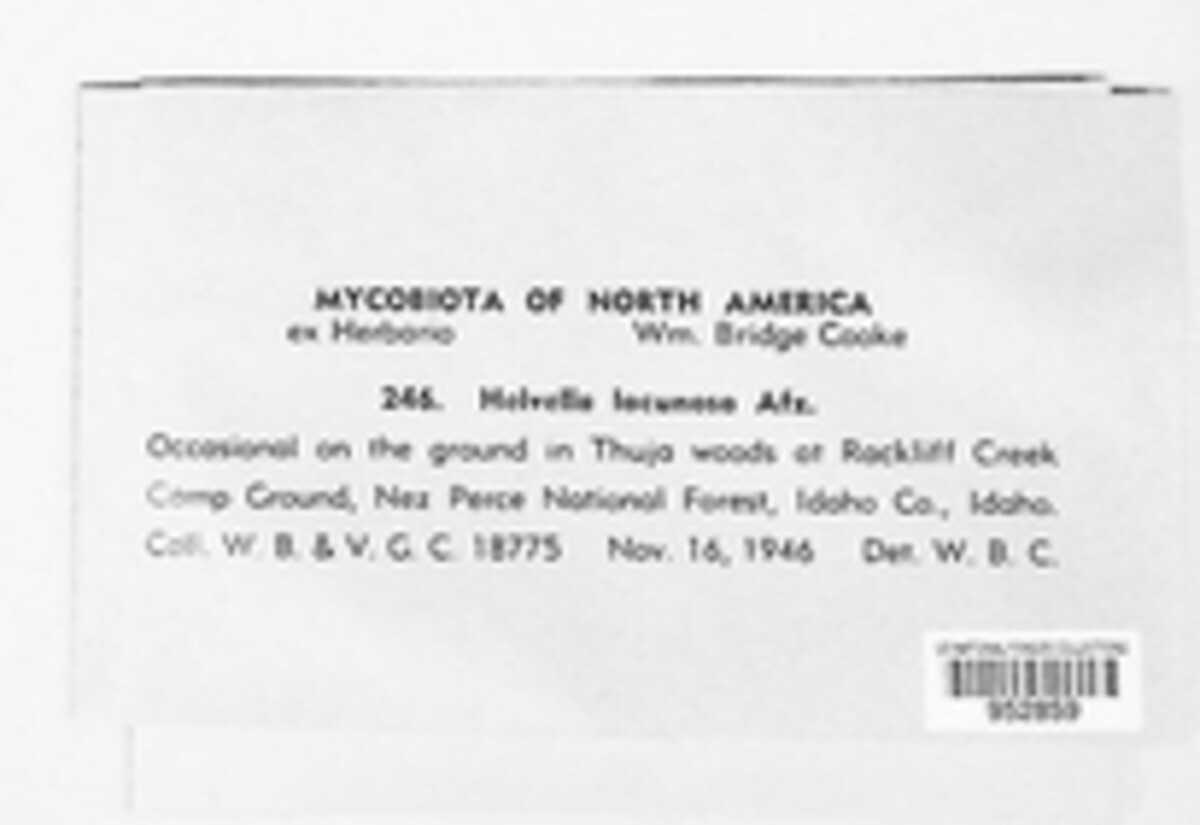 MYCOBIOTA OF NORTH AMERICA
ex Herbario Wm. Bridge Cooke
246. Helvella lacunosa Afz.
Occasional on the ground in Thuja woods at Rackliff Creek
Camp Ground, Nez Perce National Forest, Idaho Co., Idaho.
Coll. W. B. & V. G. C. 18775 Nov. 16, 1946 Det. W. B. C.
952859